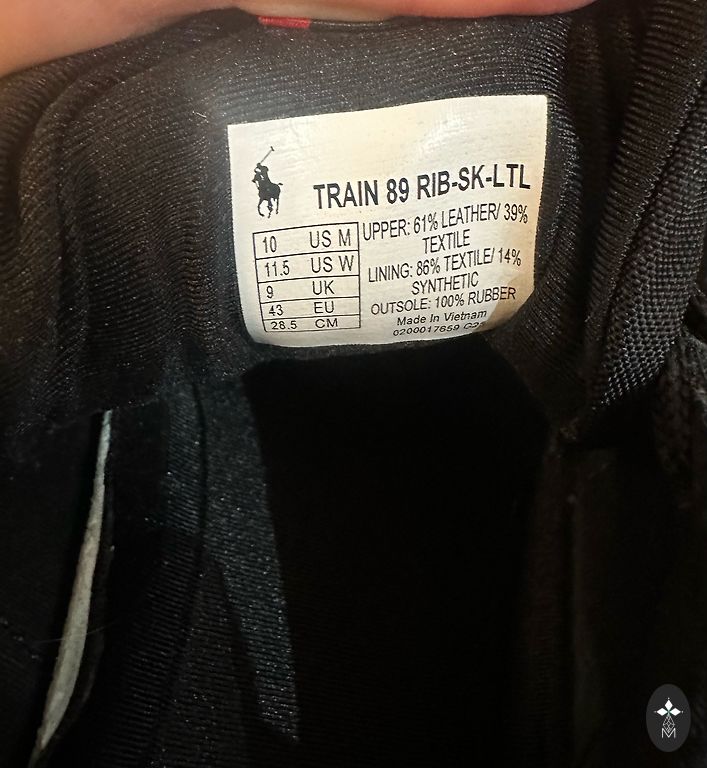 TRAIN 89 RIB-SK-LTL
10 US M
11.5 US W
9 UK
43 EU
28.5 CM
UPPER: 61% LEATHER/ 39%
TEXTILE
LINING: 86% TEXTILE/ 14%
SYNTHETIC
OUTSOLE: 100% RUBBER
Made In Vietnam
0200017659
M